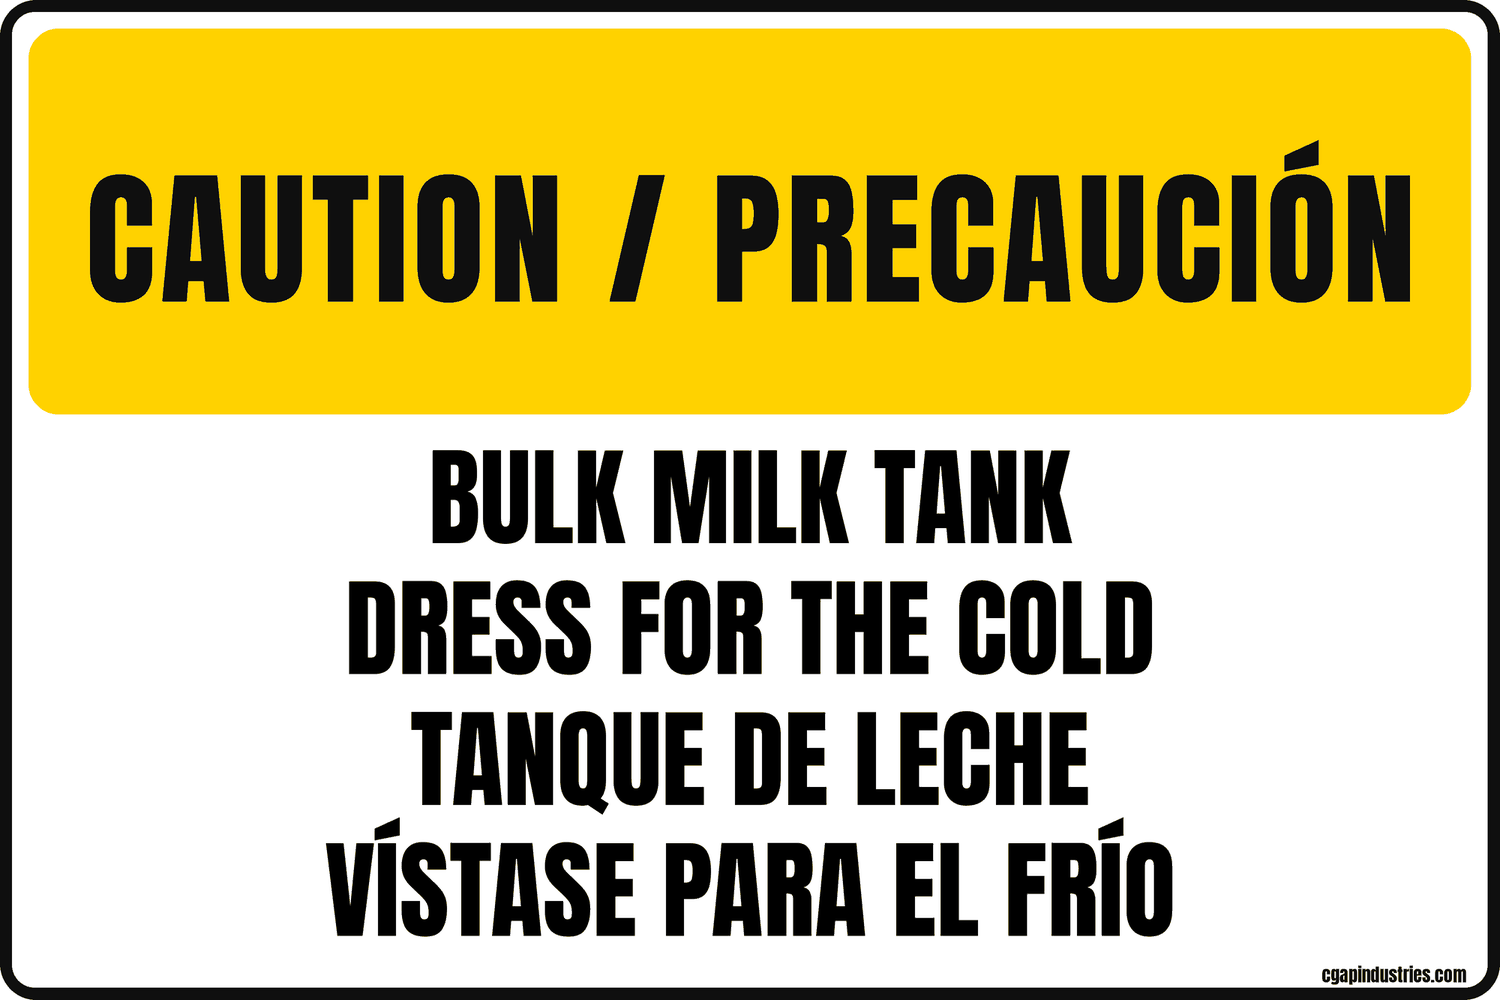 CAUTION / PRECAUCIÓN
BULK MILK TANK
DRESS FOR THE COLD
TANQUE DE LECHE
VÍSTASE PARA EL FRÍO
cgapindustries.com